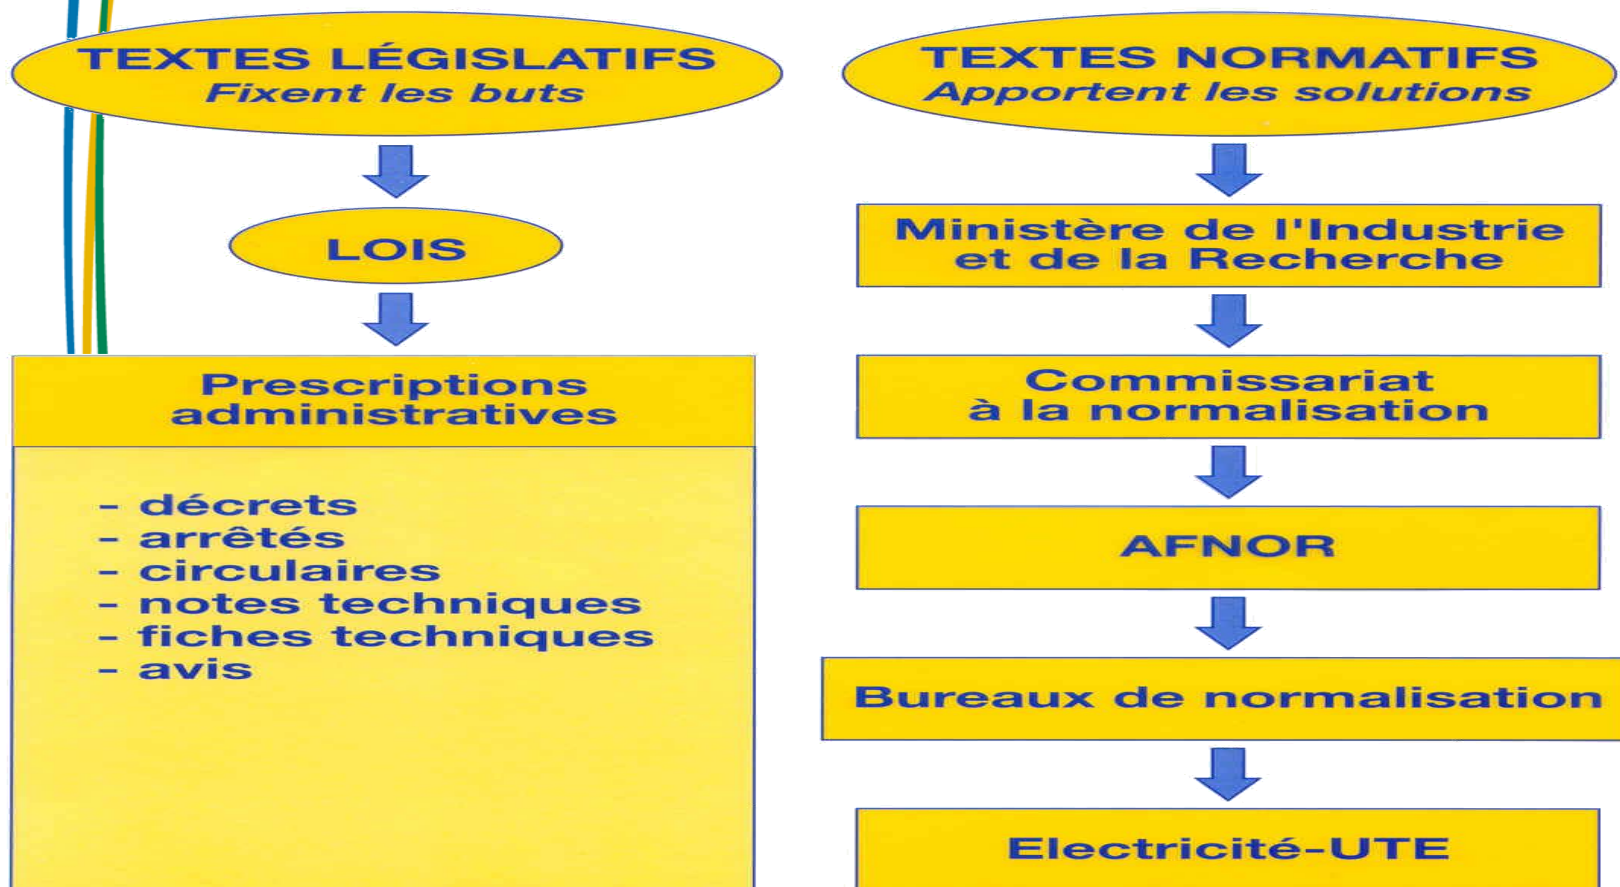 TEXTES LÉGISLATIFS
Fixent les buts
LOIS
Prescriptions
administratives
- décrets
- arrêtés
- circulaires
- notes techniques
- fiches techniques
- avis
TEXTES NORMATIFS
Apportent les solutions
Ministère de l'Industrie
et de la Recherche
Commissariat
à la normalisation
AFNOR
Bureaux de normalisation
Electricité-UTE